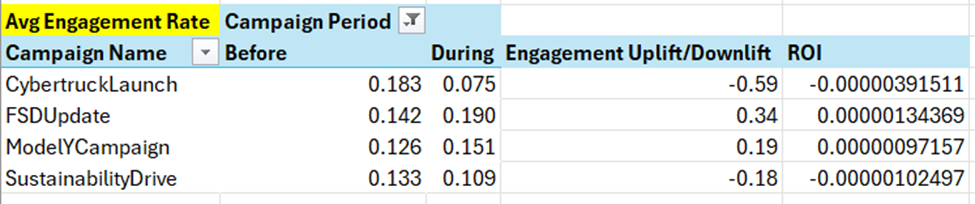 Avg Engagement Rate Campaign Period
Campaign Name Before During Engagement Uplift/Downlift ROI
CybertruckLaunch 0.183 0.075 -0.59 -0.00000391511
FSDUpdate 0.142 0.190 0.34 0.00000134369
ModelYCampaign 0.126 0.151 0.19 0.00000097157
SustainabilityDrive 0.133 0.109 -0.18 -0.00000102497